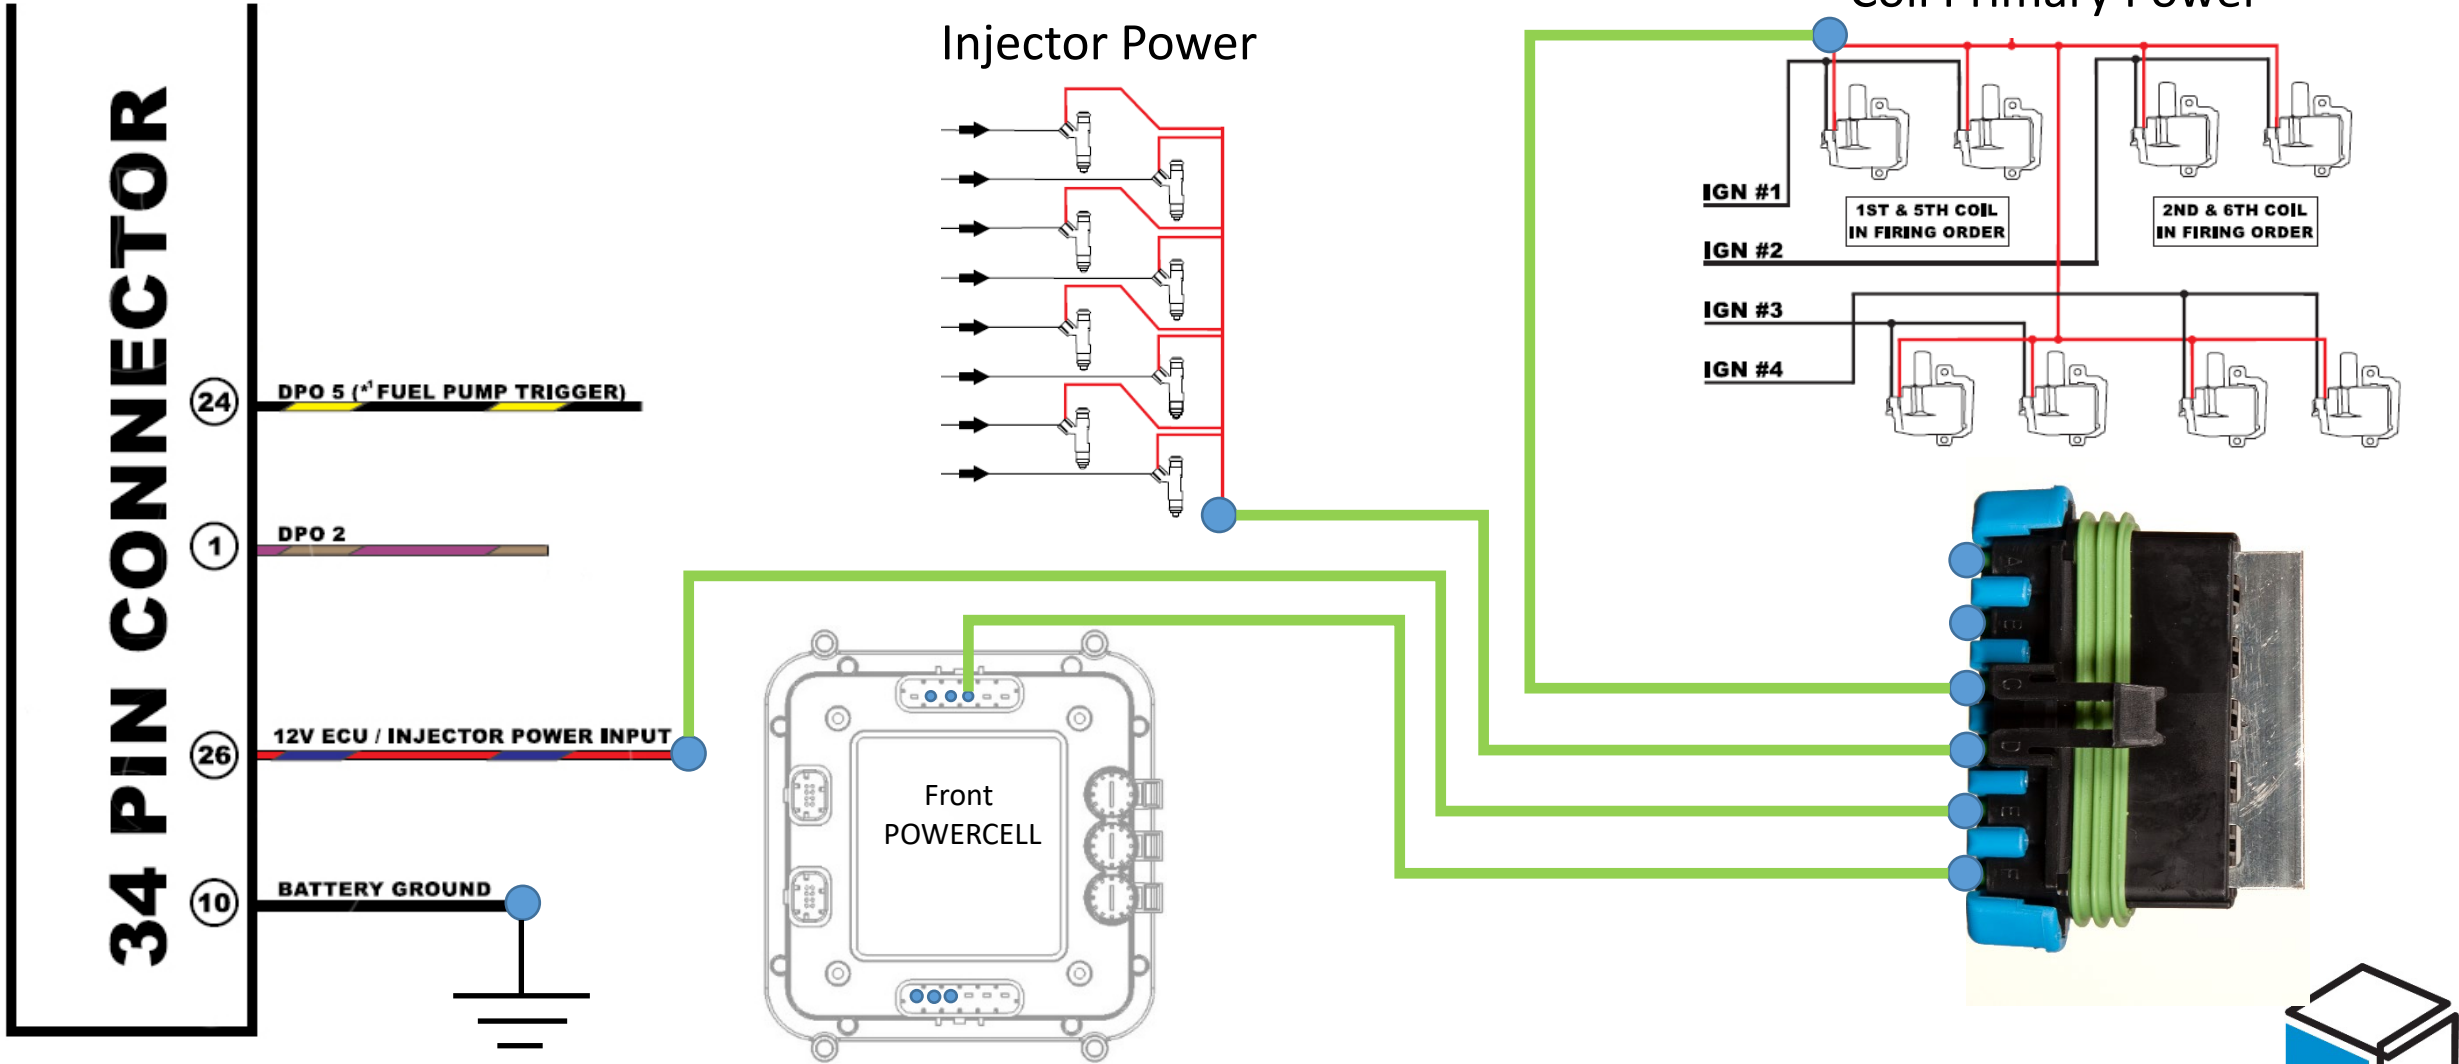 Coil Primary Power
Injector Power
34 PIN CONNECTOR
24
DPO 5 (*1 FUEL PUMP TRIGGER)
1
DPO 2
26
12V ECU / INJECTOR POWER INPUT
10
BATTERY GROUND
Front
POWERCELL
IGN #1
IGN #2
IGN #3
IGN #4
1ST & 5TH COIL
IN FIRING ORDER
2ND & 6TH COIL
IN FIRING ORDER
A
B
C
D
E
F